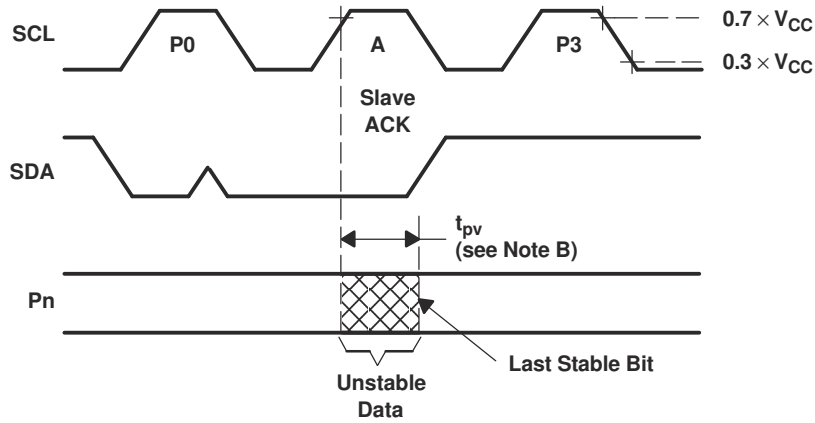 SCL
P0
A
P3
0.7 × VCC
0.3 × VCC
Slave
ACK
SDA
tpv
(see Note B)
Pn
Last Stable Bit
Unstable
Data